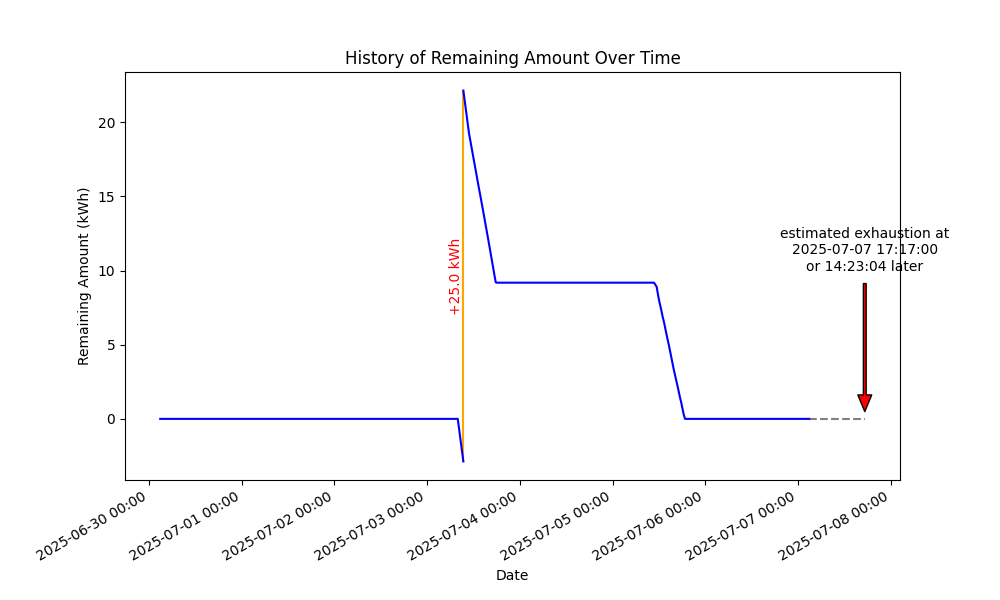 History of Remaining Amount Over Time
Remaining Amount (kWh)
20
15
10
5
0
+25.0 kWh
estimated exhaustion at
2025-07-07 17:17:00
or 14:23:04 later
2025-06-30 00:00
2025-07-01 00:00
2025-07-02 00:00
2025-07-03 00:00
2025-07-04 00:00
2025-07-05 00:00
2025-07-06 00:00
2025-07-07 00:00
2025-07-08 00:00
Date